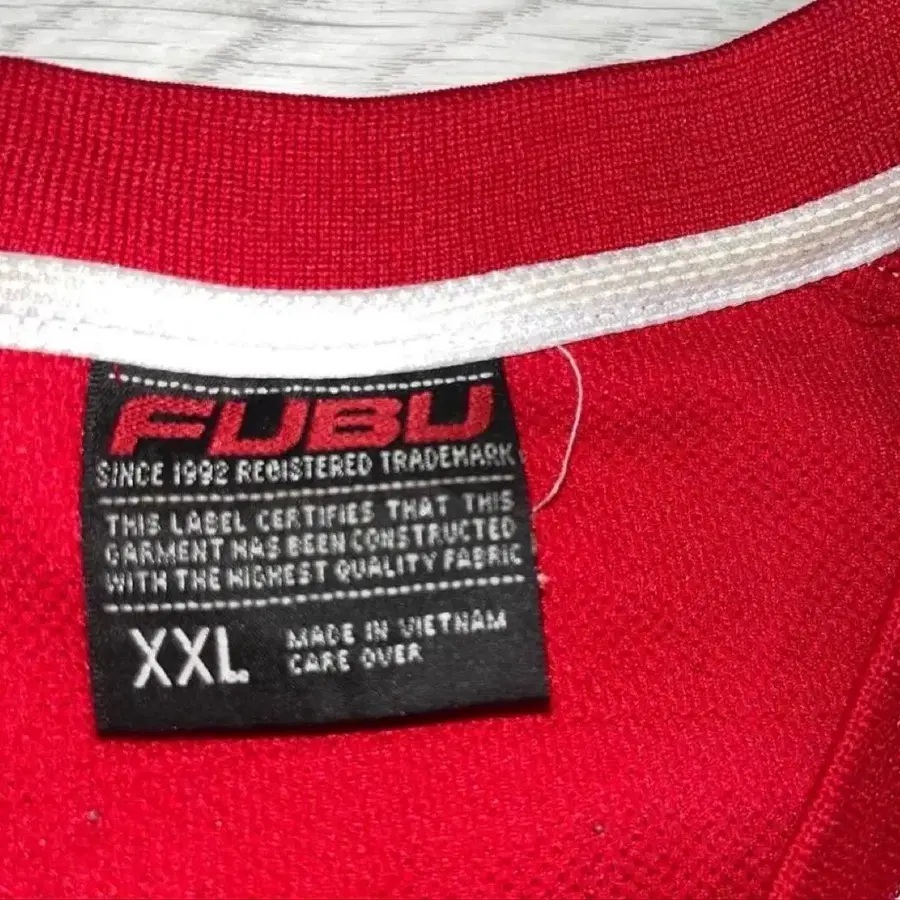 FUBU
SINCE 1992 REGISTERED TRADEMARK
THIS LABEL CERTIFIES THAT THIS
GARMENT HAS BEEN CONSTRUCTED
WITH THE HIGHEST QUALITY FABRIC
XXL
MADE IN VIETNAM
CARE OVER